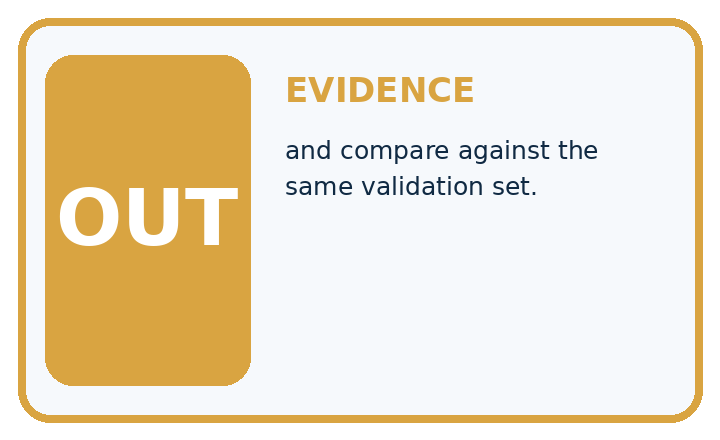 OUT
EVIDENCE
and compare against the
same validation set.